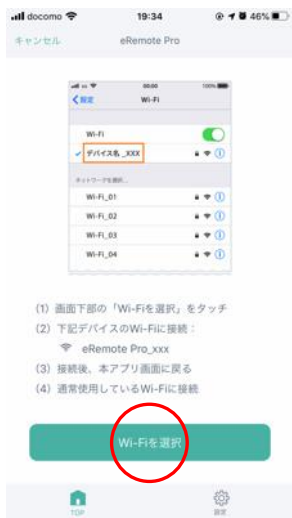 docomo 19:34 46%
キャンセル eRemote Pro
00:00 100%
設定 Wi-Fi
Wi-Fi
デバイス名_XXX
ネットワークを選択...
Wi-Fi_01
Wi-Fi_02
Wi-Fi_03
Wi-Fi_04
(1) 画面下部の「Wi-Fiを選択」をタッチ
(2) 下記デバイスのWi-Fiに接続：
eRemote Pro_xxx
(3) 接続後、本アプリ画面に戻る
(4) 通常使用しているWi-Fiに接続
Wi-Fiを選択
TOP 設定